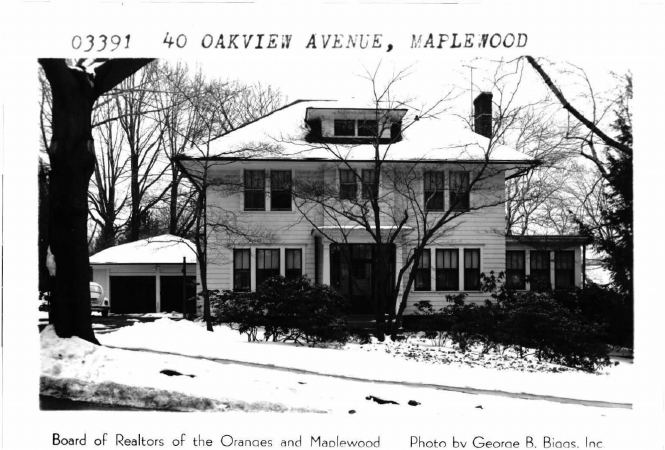 03391 40 OAKVIEW AVENUE, MAPLEWOOD
Board of Realtors of the Oranges and Maplewood Photo by George B. Biggs, Inc.